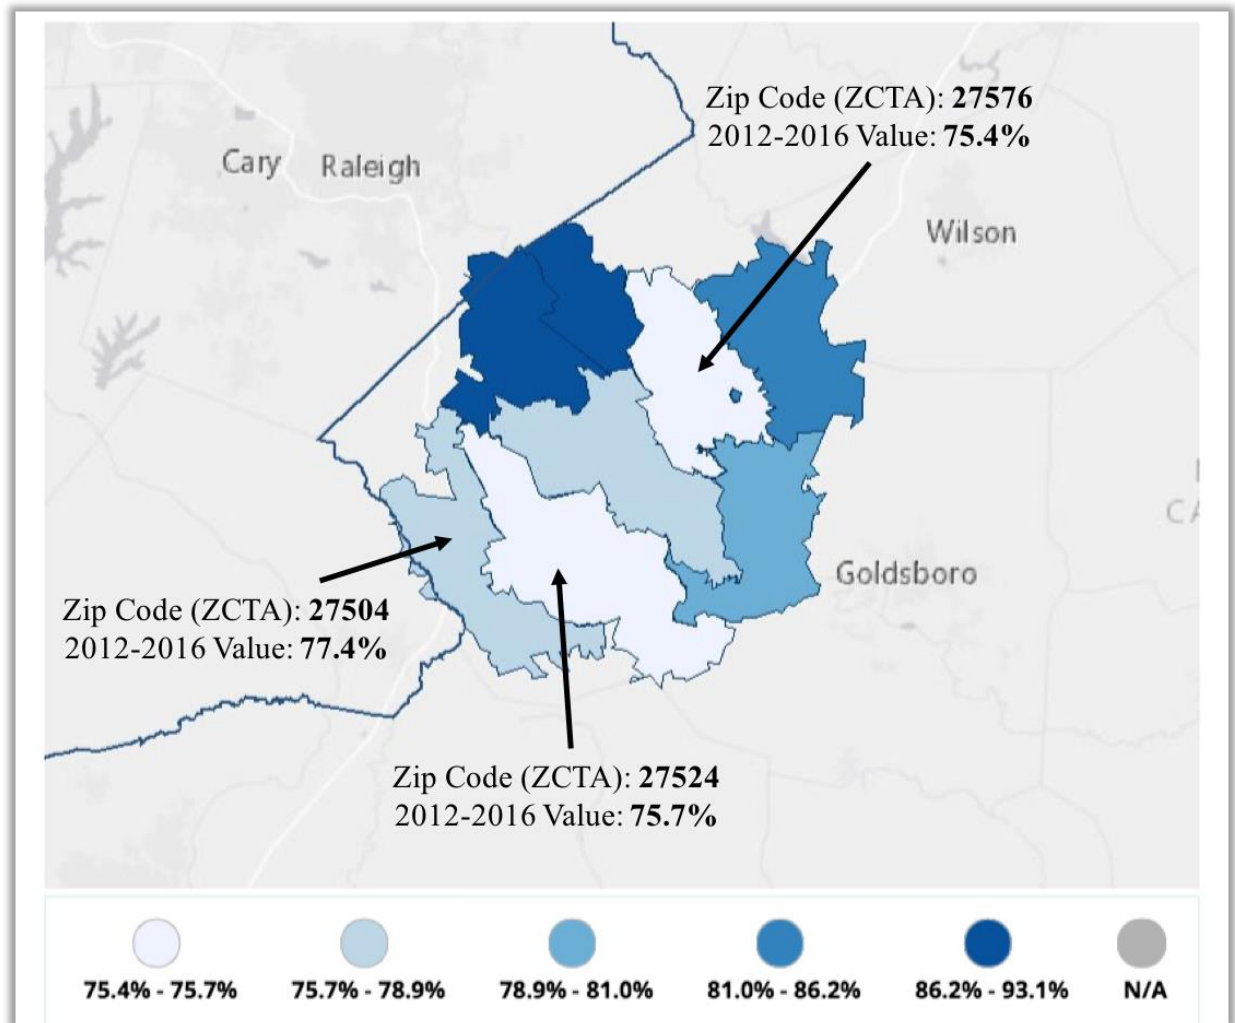 Zip Code (ZCTA): 27576
2012-2016 Value: 75.4%
Cary
Raleigh
Wilson
CA
Goldsboro
Zip Code (ZCTA): 27504
2012-2016 Value: 77.4%
Zip Code (ZCTA): 27524
2012-2016 Value: 75.7%
75.4% - 75.7%
75.7% - 78.9%
78.9% - 81.0%
81.0% - 86.2%
86.2% - 93.1%
N/A